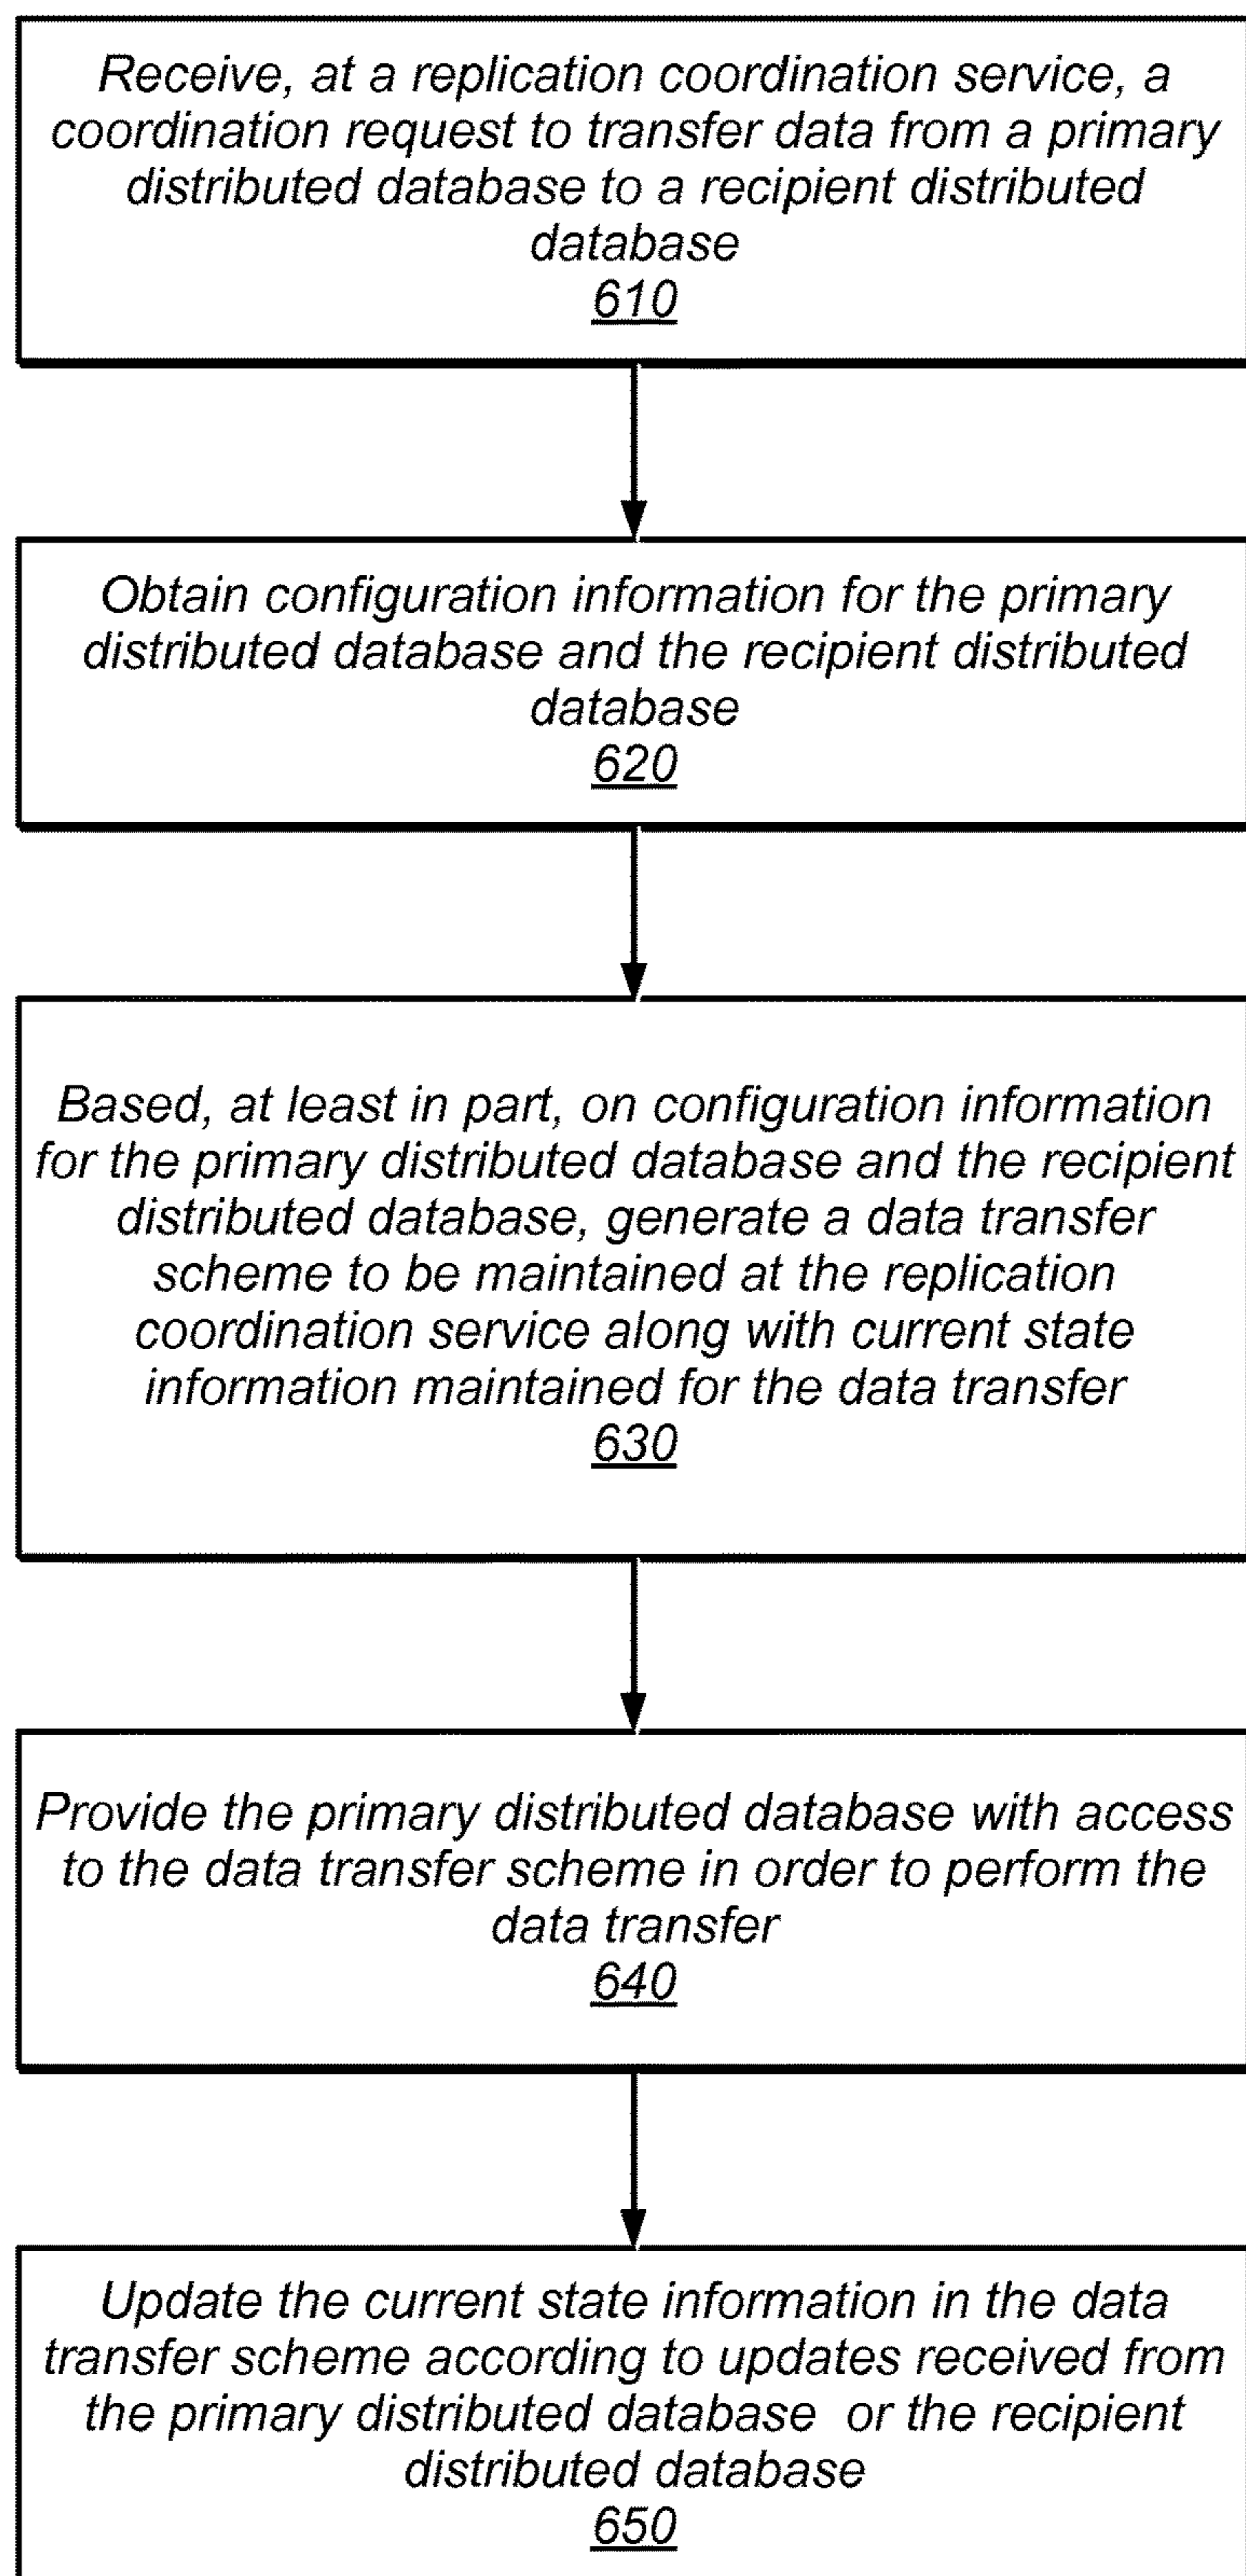 Receive, at a replication coordination service, a
coordination request to transfer data from a primary
distributed database to a recipient distributed
database
610
Obtain configuration information for the primary
distributed database and the recipient distributed
database
620
Based, at least in part, on configuration information
for the primary distributed database and the recipient
distributed database, generate a data transfer
scheme to be maintained at the replication
coordination service along with current state
information maintained for the data transfer
630
Provide the primary distributed database with access
to the data transfer scheme in order to perform the
data transfer
640
Update the current state information in the data
transfer scheme according to updates received from
the primary distributed database or the recipient
distributed database
650